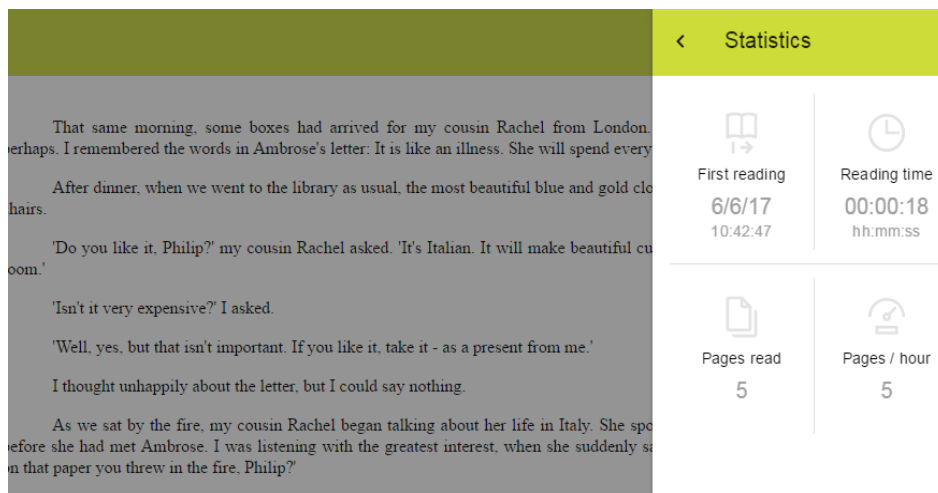 Statistics
That same morning, some boxes had arrived for my cousin Rachel from London.
erhaps. I remembered the words in Ambrose's letter: It is like an illness. She will spend every
After dinner, when we went to the library as usual, the most beautiful blue and gold clo
hairs.
'Do you like it, Philip?' my cousin Rachel asked. 'It's Italian. It will make beautiful cu
oom.'
'Isn't it very expensive?' I asked.
'Well, yes, but that isn't important. If you like it, take it - as a present from me.'
I thought unhappily about the letter, but I could say nothing.
As we sat by the fire, my cousin Rachel began talking about her life in Italy. She spo
efore she had met Ambrose. I was listening with the greatest interest, when she suddenly sa
n that paper you threw in the fire, Philip?'
First reading
6/6/17
10:42:47
Reading time
00:00:18
hh:mm:ss
Pages read
5
Pages / hour
5